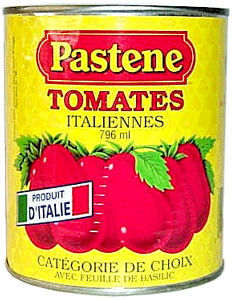 Pastene
TOMATES
ITALIENNES
796 ml
PRODUIT
D'ITALIE
CATÉGORIE DE CHOIX
AVEC FEUILLE DE BASILIC